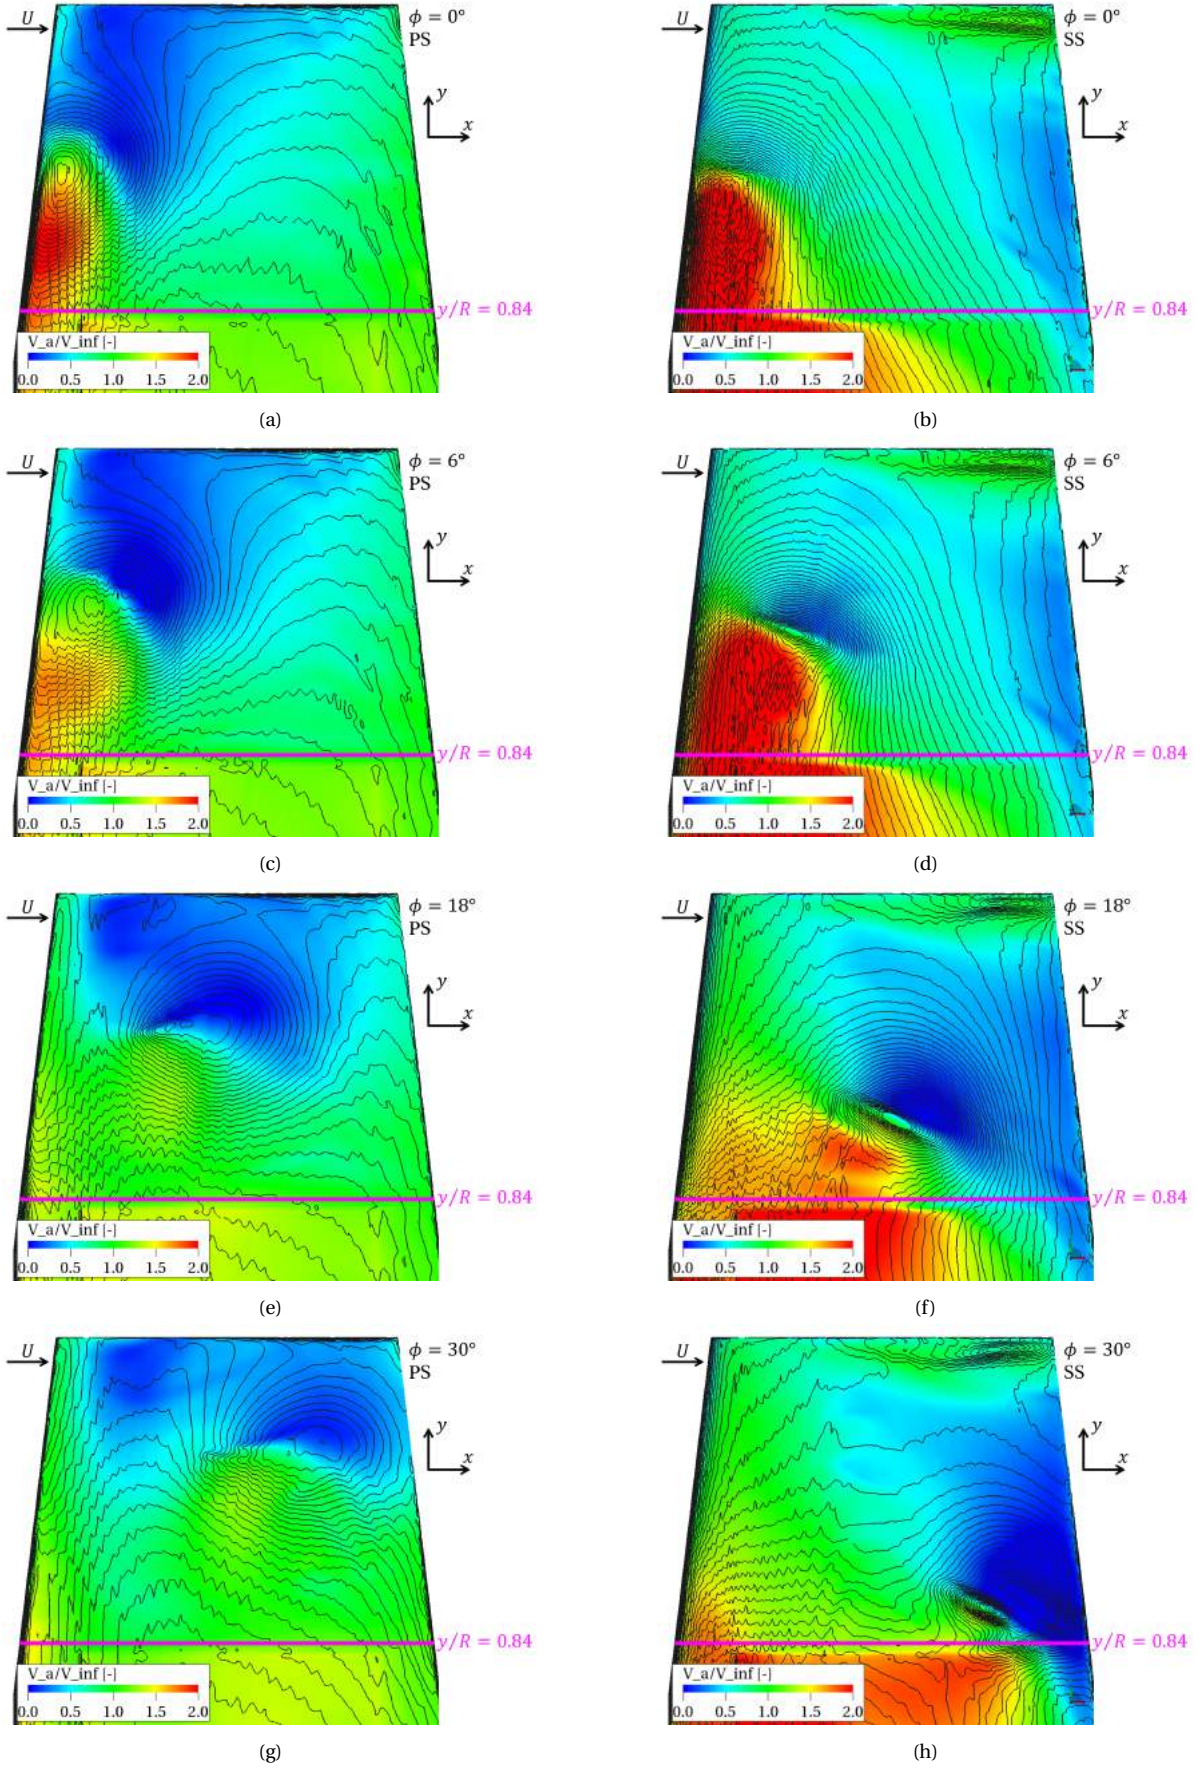 U
ϕ = 0°
PS
y
x
y/R = 0.84
V_a/V_inf [-]
0.0 0.5 1.0 1.5 2.0
(a)
U
ϕ = 0°
SS
y
x
y/R = 0.84
V_a/V_inf [-]
0.0 0.5 1.0 1.5 2.0
(b)
U
ϕ = 6°
PS
y
x
y/R = 0.84
V_a/V_inf [-]
0.0 0.5 1.0 1.5 2.0
(c)
U
ϕ = 6°
SS
y
x
y/R = 0.84
V_a/V_inf [-]
0.0 0.5 1.0 1.5 2.0
(d)
U
ϕ = 18°
PS
y
x
y/R = 0.84
V_a/V_inf [-]
0.0 0.5 1.0 1.5 2.0
(e)
U
ϕ = 18°
SS
y
x
y/R = 0.84
V_a/V_inf [-]
0.0 0.5 1.0 1.5 2.0
(f)
U
ϕ = 30°
PS
y
x
y/R = 0.84
V_a/V_inf [-]
0.0 0.5 1.0 1.5 2.0
(g)
U
ϕ = 30°
SS
y
x
y/R = 0.84
V_a/V_inf [-]
0.0 0.5 1.0 1.5 2.0
(h)